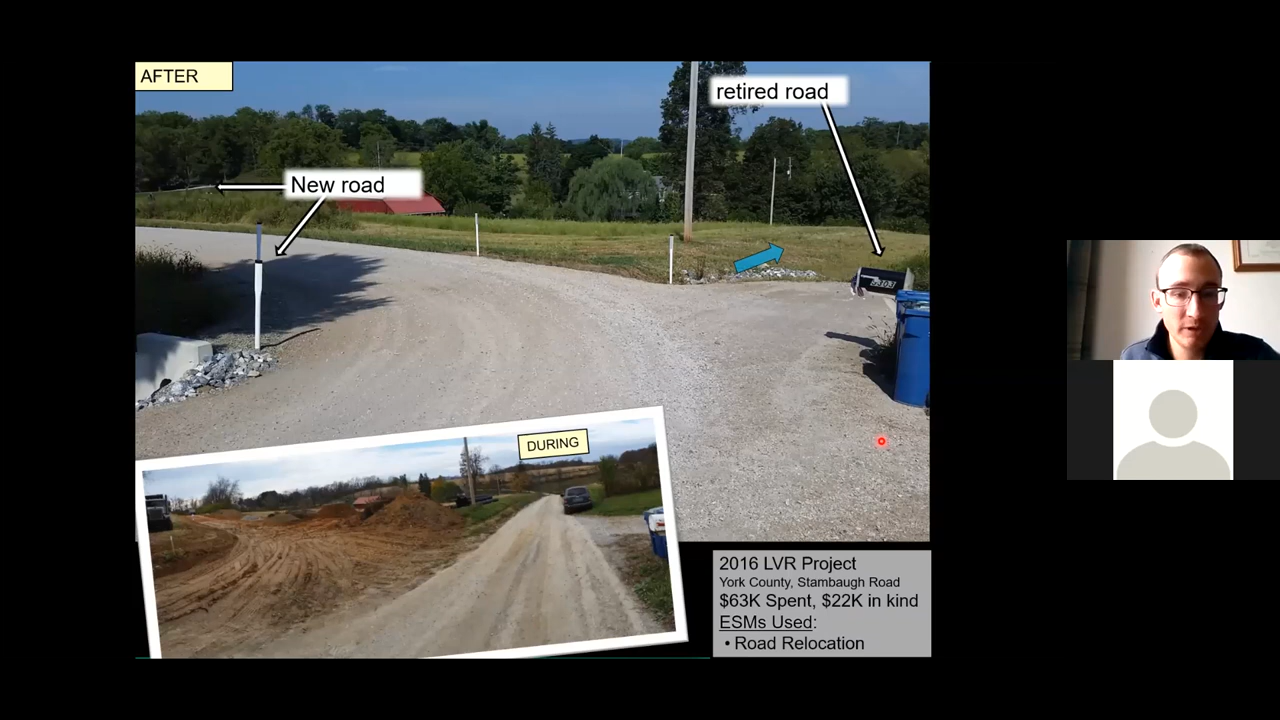 AFTER
retired road
New road
DURING
2016 LVR Project
York County, Stambaugh Road
$63K Spent, $22K in kind
ESMs Used:
• Road Relocation